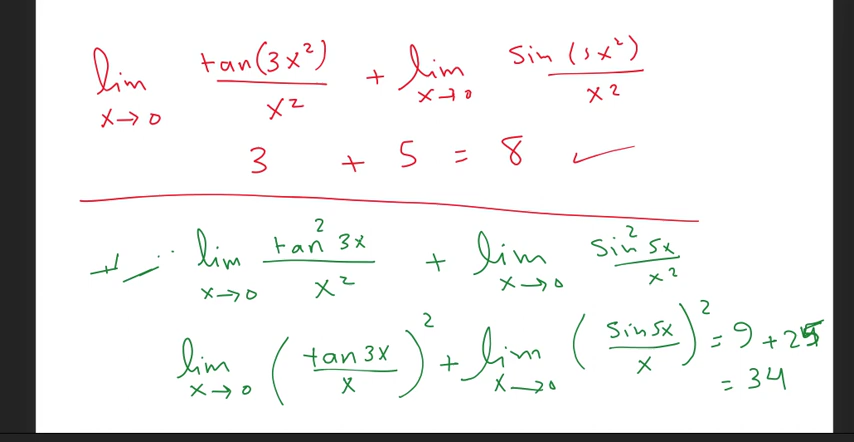 lim x→0 tan(3x²)/x² + lim x→0 sin(5x²)/x²
3 + 5 = 8 ✓
lim x→0 tan² 3x/x² + lim x→0 sin² 5x/x²
lim x→0 (tan 3x/x)² + lim x→0 (sin 5x/x)² = 9 + 25
= 34